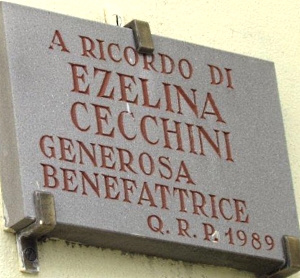 A RICORDO DI
EZELINA
CECCHINI
GENEROSA
BENEFATTRICE
Q. R. P. 1989